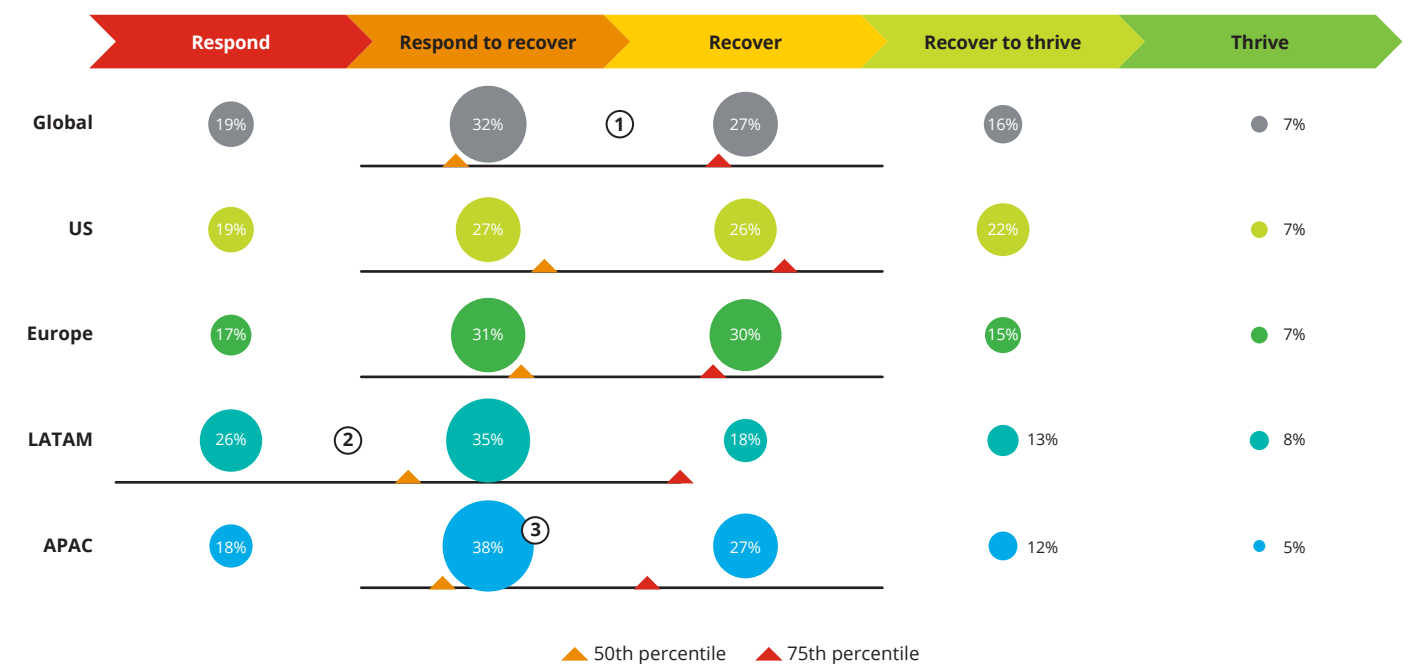 Respond Respond to recover Recover Recover to thrive Thrive
Global 19% 32% 1 27% 16% 7%
US 19% 27% 26% 22% 7%
Europe 17% 31% 30% 15% 7%
LATAM 26% 2 35% 18% 13% 8%
APAC 18% 38% 3 27% 12% 5%
50th percentile 75th percentile